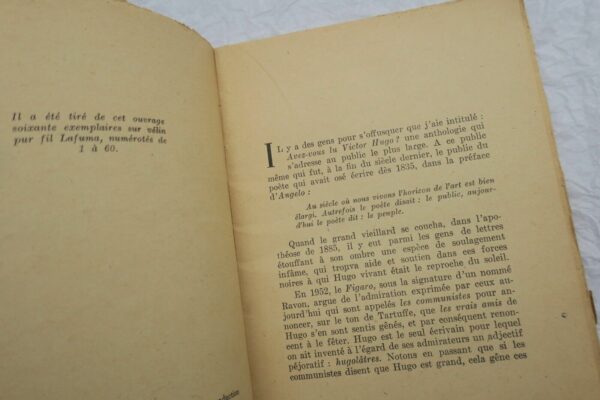 Il a été tiré de cet ouvrage
soixante exemplaires sur vélin
pur fil Lafuma, numérotés de
1 à 60.
IL y a des gens pour s'offusquer que j'aie intitulé :
Avez-vous lu Victor Hugo ? une anthologie qui
s'adresse au public le plus large. A ce public
même qui fut, à la fin du siècle dernier, le public du
poète qui avait osé écrire dès 1835, dans la préface
d'Angelo :
Au siècle où nous vivons l'horizon de l'art est bien
élargi. Autrefois le poète disait : le public, aujour-
d'hui le poète dit : le peuple.
Quand le grand vieillard se coucha, dans l'apo-
théose de 1885, il y eut parmi les gens de lettres
étouffant à son ombre une espèce de soulagement
infâme, qui trouva aide et soutien dans ces forces
noires à qui Hugo vivant était le reproche du soleil.
En 1952, le Figaro, sous la signature d'un nommé
Ravon, argue de l'admiration exprimée par ceux au-
jourd'hui qui sont appelés les communistes pour an-
noncer, sur le ton de Tartuffe, que les vrais amis de
Hugo s'en sont sentis gênés, et par conséquent renon-
cent à le fêter. Hugo est le seul écrivain pour lequel
on ait inventé à l'égard de ses admirateurs un adjectif
péjoratif : hugolâtres. Notons en passant que si les
communistes disent que Hugo est grand, cela gêne ces